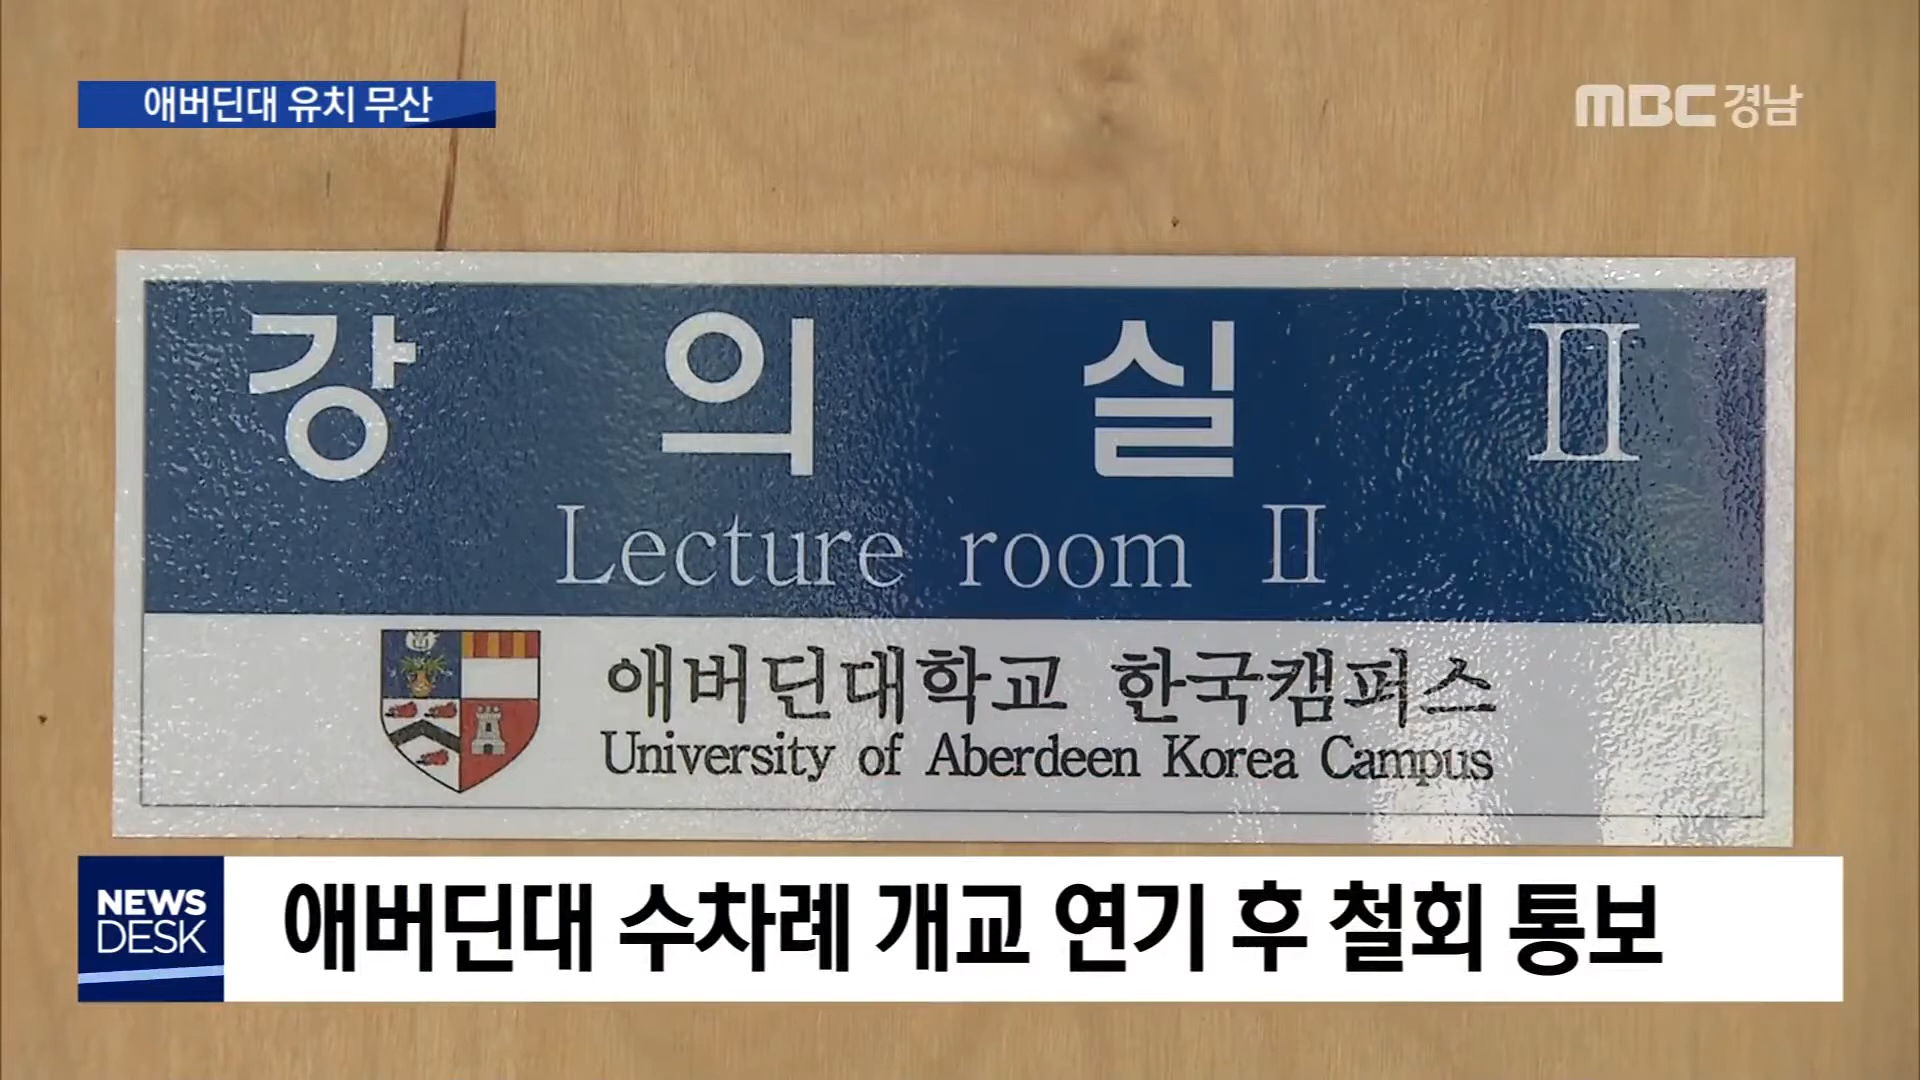 애버딘대 유치 무산
MBC경남
강의실 Ⅱ
Lecture room Ⅱ
애버딘대학교 한국캠퍼스
University of Aberdeen Korea Campus
NEWS
DESK
애버딘대 수차례 개교 연기 후 철회 통보